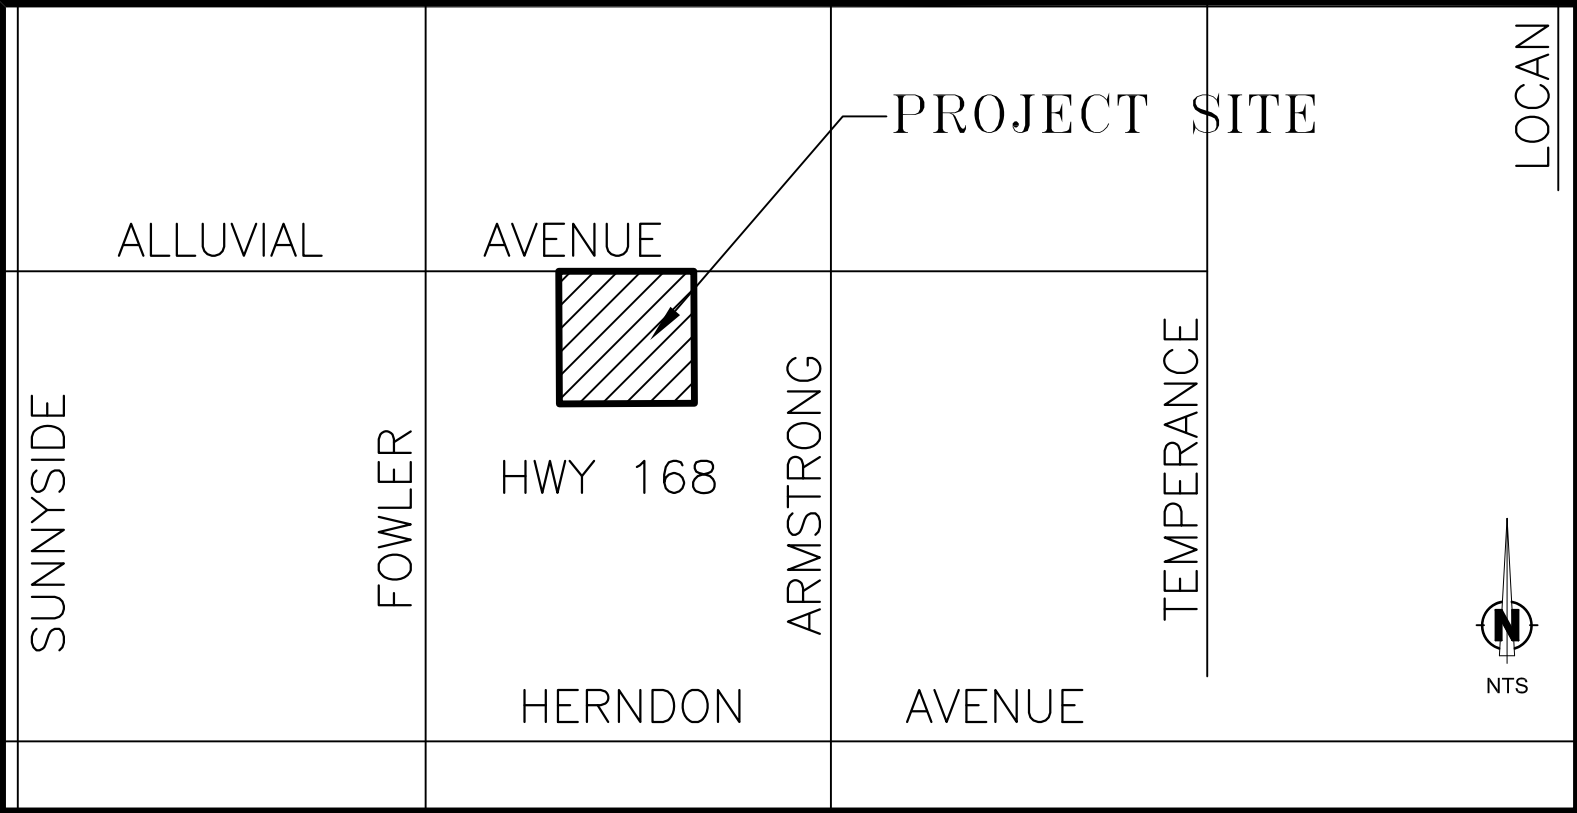 LOCAN
PROJECT SITE
ALLUVIAL AVENUE
SUNNYSIDE
FOWLER
HWY 168
ARMSTRONG
TEMPERANCE
N
NTS
HERNDON AVENUE